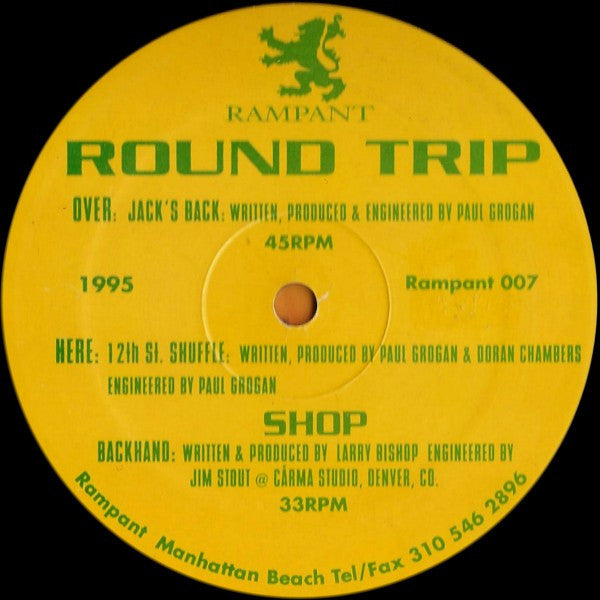 RAMPANT
ROUND TRIP
OVER: JACK'S BACK: WRITTEN, PRODUCED & ENGINEERED BY PAUL GROGAN
45RPM
1995 Rampant 007
HERE: 12th St. SHUFFLE: WRITTEN, PRODUCED BY PAUL GROGAN & DORAN CHAMBERS
ENGINEERED BY PAUL GROGAN
SHOP
BACKHAND: WRITTEN & PRODUCED BY LARRY BISHOP ENGINEERED BY
JIM STOUT @ CÁRMA STUDIO, DENVER, CO.
33RPM
Rampant Manhattan Beach Tel/Fax 310 546 2896